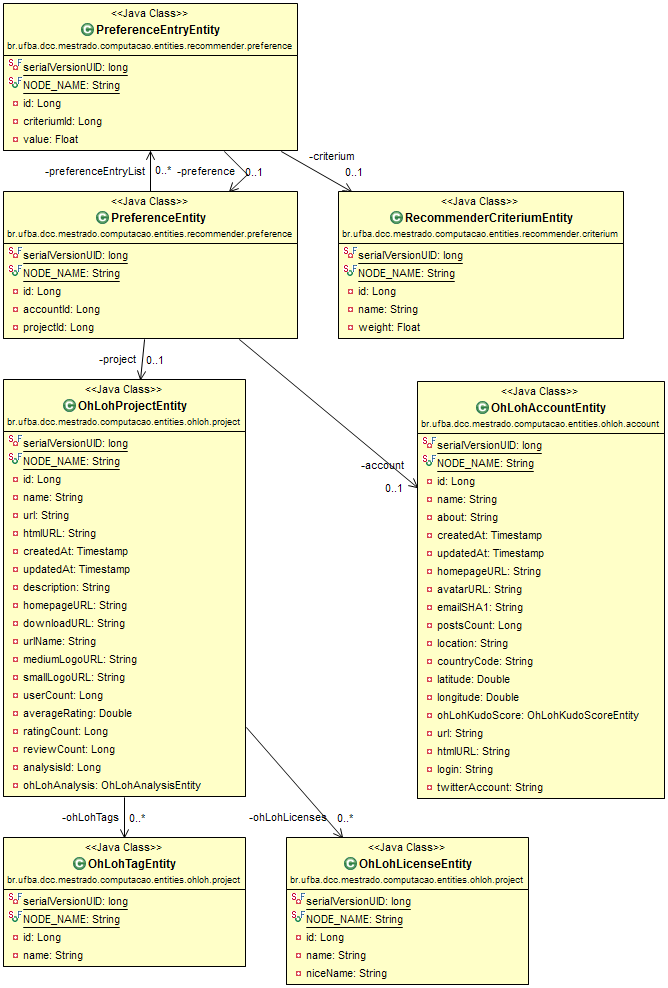 <<Java Class>>
PreferenceEntryEntity
br.ufba.dcc.mestrado.computacao.entities.recommender.preference
serialVersionUID: long
NODE_NAME: String
id: Long
criteriumId: Long
value: Float
-preferenceEntryList
0..*
-preference
0..1
-criterium
0..1
<<Java Class>>
PreferenceEntity
br.ufba.dcc.mestrado.computacao.entities.recommender.preference
serialVersionUID: long
NODE_NAME: String
id: Long
accountId: Long
projectId: Long
<<Java Class>>
RecommenderCriteriumEntity
br.ufba.dcc.mestrado.computacao.entities.recommender.criterium
serialVersionUID: long
NODE_NAME: String
id: Long
name: String
weight: Float
-project
0..1
-account
0..1
<<Java Class>>
OhLohProjectEntity
br.ufba.dcc.mestrado.computacao.entities.ohloh.project
serialVersionUID: long
NODE_NAME: String
id: Long
name: String
url: String
htmlURL: String
createdAt: Timestamp
updatedAt: Timestamp
description: String
homepageURL: String
downloadURL: String
urlName: String
mediumLogoURL: String
smallLogoURL: String
userCount: Long
averageRating: Double
ratingCount: Long
reviewCount: Long
analysisId: Long
ohLohAnalysis: OhLohAnalysisEntity
<<Java Class>>
OhLohAccountEntity
br.ufba.dcc.mestrado.computacao.entities.ohloh.account
serialVersionUID: long
NODE_NAME: String
id: Long
name: String
about: String
createdAt: Timestamp
updatedAt: Timestamp
homepageURL: String
avatarURL: String
emailSHA1: String
postsCount: Long
location: String
countryCode: String
latitude: Double
longitude: Double
ohLohKudoScore: OhLohKudoScoreEntity
url: String
htmlURL: String
login: String
twitterAccount: String
-ohLohTags
0..*
-ohLohLicenses
0..*
<<Java Class>>
OhLohTagEntity
br.ufba.dcc.mestrado.computacao.entities.ohloh.project
serialVersionUID: long
NODE_NAME: String
id: Long
name: String
<<Java Class>>
OhLohLicenseEntity
br.ufba.dcc.mestrado.computacao.entities.ohloh.project
serialVersionUID: long
NODE_NAME: String
id: Long
name: String
niceName: String